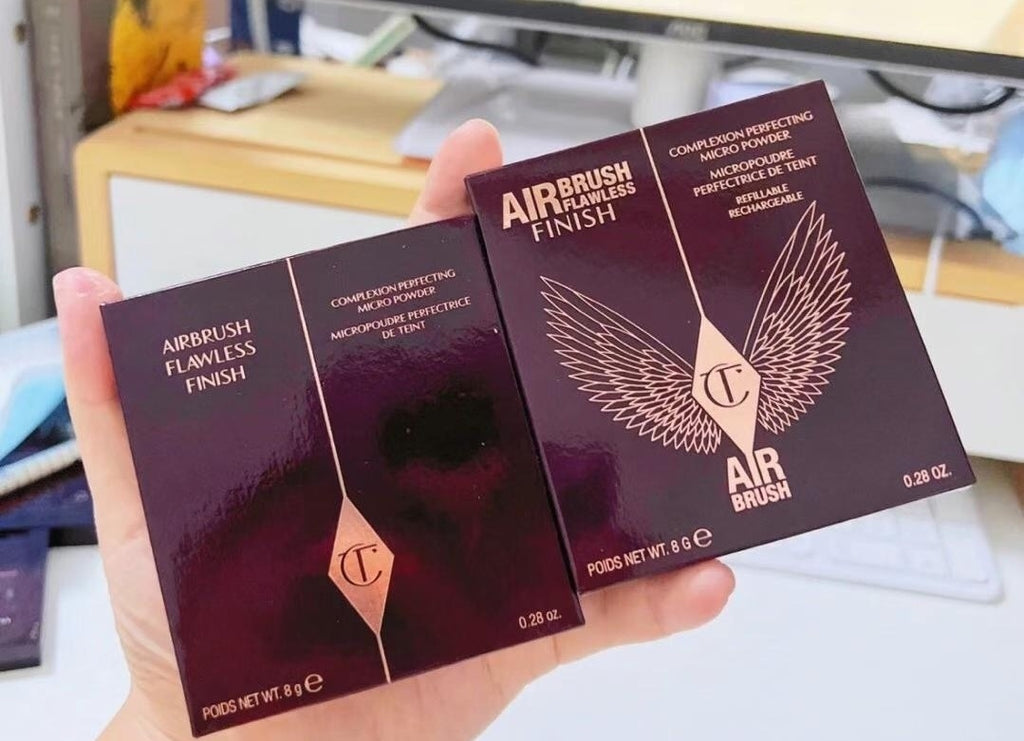 AIRBRUSH
FLAWLESS
FINISH
COMPLEXION PERFECTING
MICRO POWDER
MICROPOUDRE PERFECTRICE
DE TEINT
CT
0.28 oz.
POIDS NET WT. 8 g e
AIRBRUSH
FLAWLESS
FINISH
COMPLEXION PERFECTING
MICRO POWDER
MICROPOUDRE
PERFECTRICE DE TEINT
REFILLABLE
RECHARGEABLE
CT
AIR
BRUSH
0.28 OZ.
POIDS NET WT. 8 G e